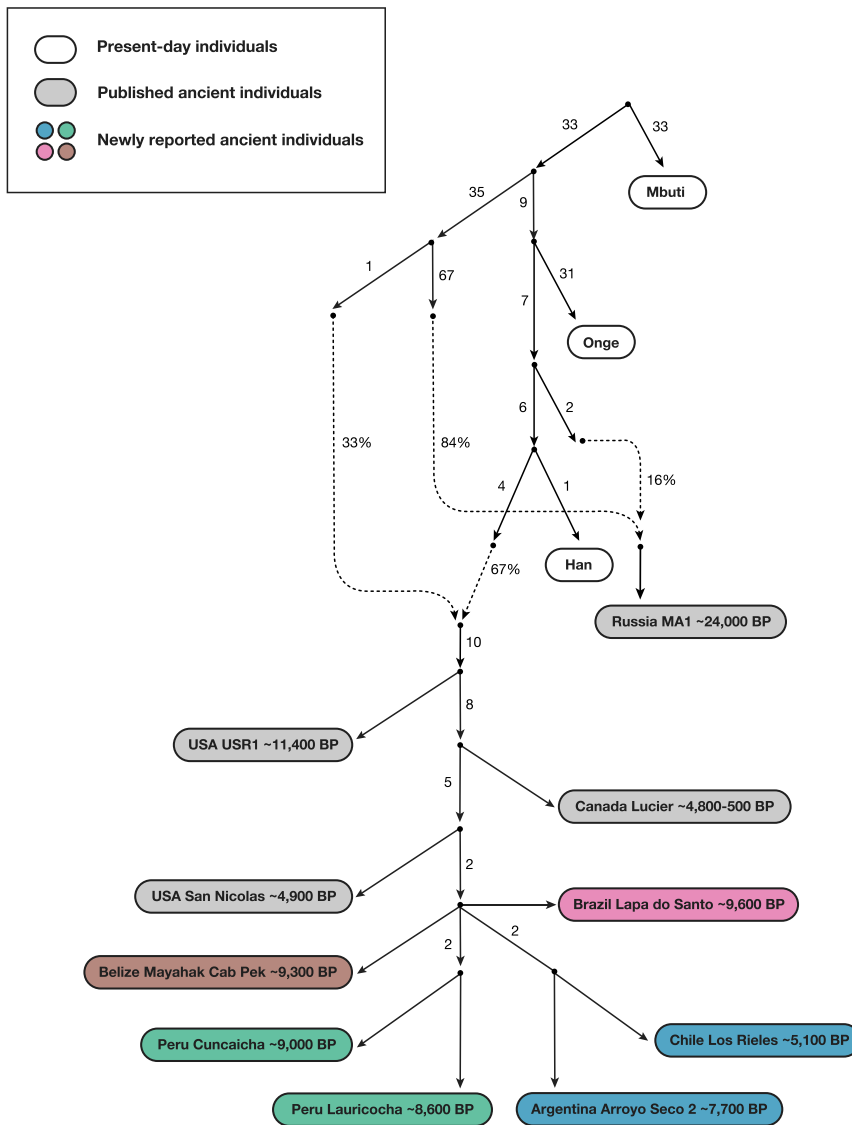 Present-day individuals
Published ancient individuals
Newly reported ancient individuals
33
33
Mbuti
35
9
1
67
31
7
Onge
6
2
33%
84%
16%
4
1
67%
Han
Russia MA1 ~24,000 BP
10
8
USA USR1 ~11,400 BP
5
Canada Lucier ~4,800-500 BP
2
USA San Nicolas ~4,900 BP
Brazil Lapa do Santo ~9,600 BP
2
2
Belize Mayahak Cab Pek ~9,300 BP
Peru Cuncaicha ~9,000 BP
Chile Los Rieles ~5,100 BP
Peru Lauricocha ~8,600 BP
Argentina Arroyo Seco 2 ~7,700 BP